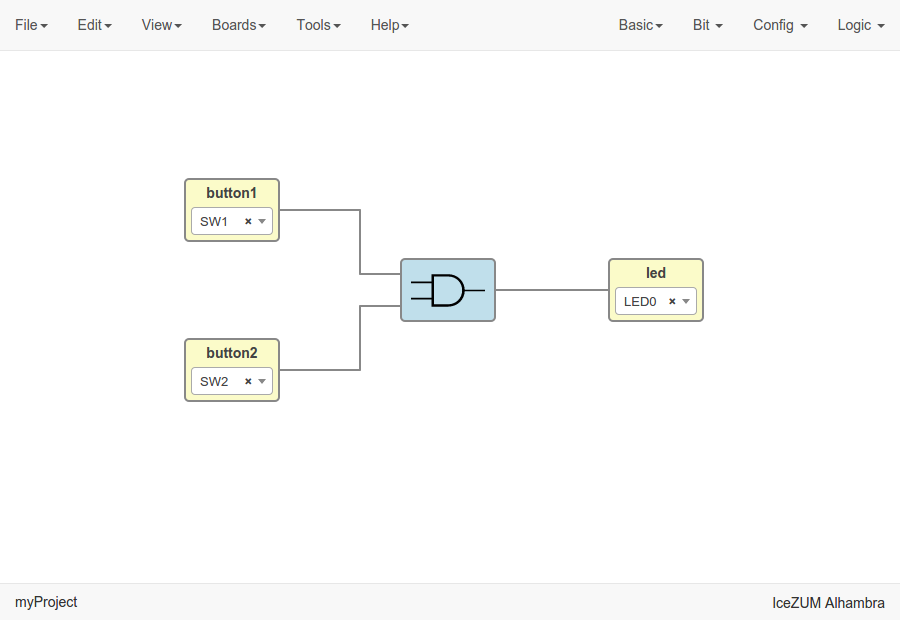 File Edit View Boards Tools Help Basic Bit Config Logic
button1
SW1 ×
led
LED0 ×
button2
SW2 ×
myProject IceZUM Alhambra